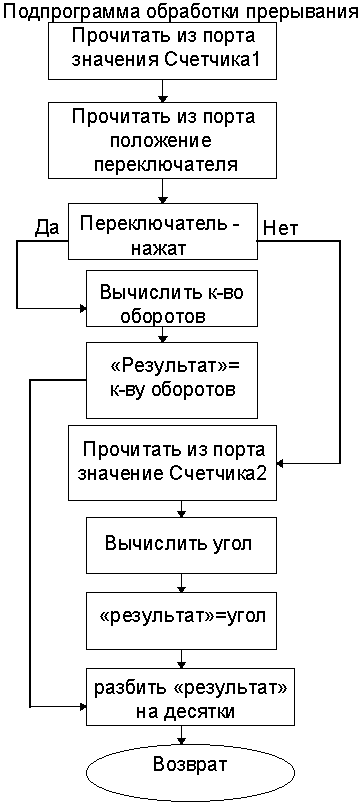 Подпрограмма обработки прерывания
Прочитать из порта
значения Счетчика1
Прочитать из порта
положение
переключателя
Да
Переключатель -
нажат
Нет
Вычислить к-во
оборотов
«Результат»=
к-ву оборотов
Прочитать из порта
значение Счетчика2
Вычислить угол
«результат»=угол
разбить «результат»
на десятки
Возврат